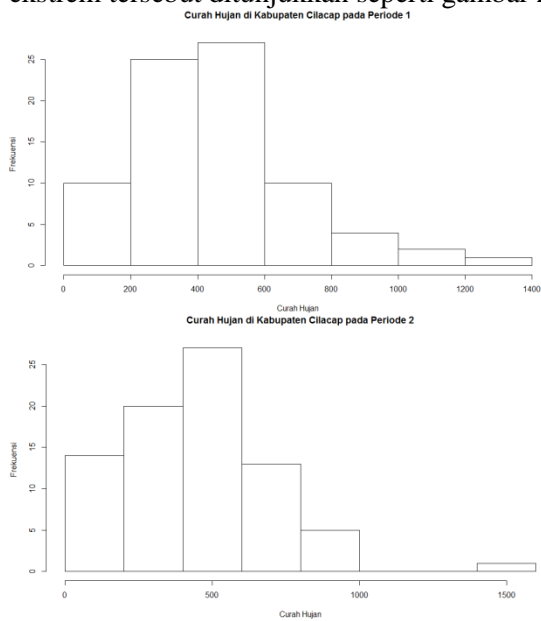 ekstrem tersebut ditunjukkan seperti gambar
Curah Hujan di Kabupaten Cilacap pada Periode 1
25
20
15
10
5
0
Frekuensi
0 200 400 600 800 1000 1200 1400
Curah Hujan
Curah Hujan di Kabupaten Cilacap pada Periode 2
25
20
15
10
5
0
Frekuensi
0 500 1000 1500
Curah Hujan